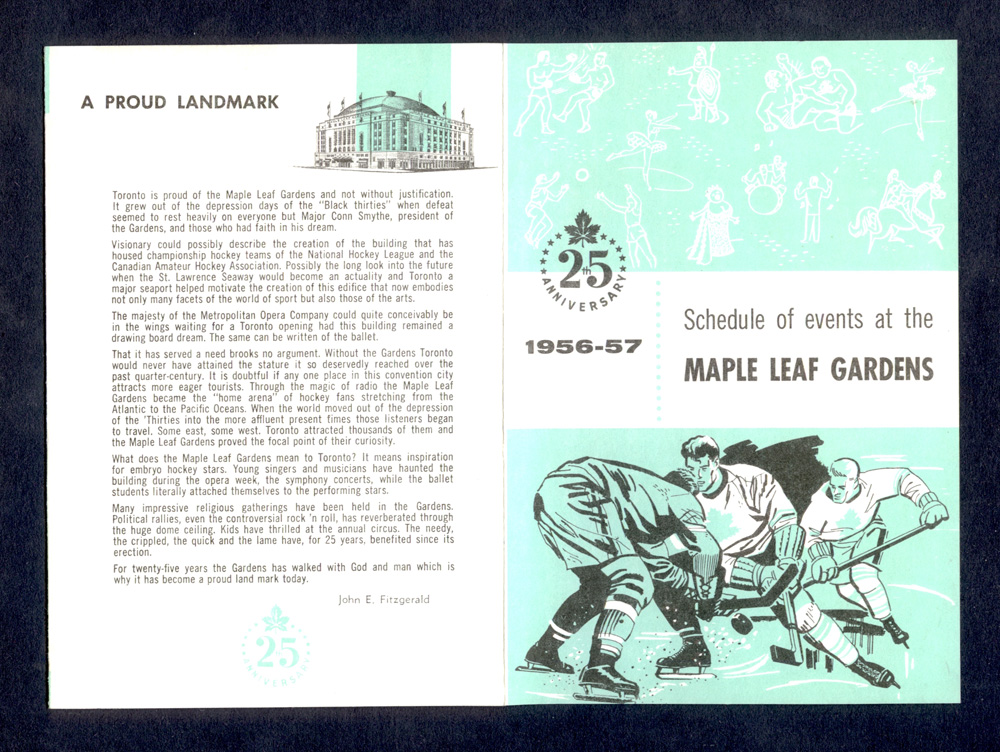 A PROUD LANDMARK
Toronto is proud of the Maple Leaf Gardens and not without justification.
It grew out of the depression days of the "Black thirties" when defeat
seemed to rest heavily on everyone but Major Conn Smythe, president of
the Gardens, and those who had faith in his dream.
Visionary could possibly describe the creation of the building that has
housed championship hockey teams of the National Hockey League and the
Canadian Amateur Hockey Association. Possibly the long look into the future
when the St. Lawrence Seaway would become an actuality and Toronto a
major seaport helped motivate the creation of this edifice that now embodies
not only many facets of the world of sport but also those of the arts.
The majesty of the Metropolitan Opera Company could quite conceivably be
in the wings waiting for a Toronto opening had this building remained a
drawing board dream. The same can be written of the ballet.
That it has served a need brooks no argument. Without the Gardens Toronto
would never have attained the stature it so deservedly reached over the
past quarter-century. It is doubtful if any one place in this convention city
attracts more eager tourists. Through the magic of radio the Maple Leaf
Gardens became the "home arena" of hockey fans stretching from the
Atlantic to the Pacific Oceans. When the world moved out of the depression
of the 'Thirties into the more affluent present fimes those listeners began
to travel. Some east, some west. Toronto attracted thousands of them and
the Maple Leaf Gardens proved the focal point of their curiosity.
What does the Maple Leaf Gardens mean to Toronto? It means inspiration
for embryo hockey stars. Young singers and musicians have haunted the
building during the opera week, the symphony concerts, while the ballet
students literally attached themselves to the performing stars.
Many impressive religious gatherings have been held in the Gardens.
Political rallies, even the controversial rock 'n roll, has reverberated through
the huge dome ceiling. Kids have thrilled at the annual circus. The needy,
the crippled, the quick and the lame have, for 25 years, benefited since its
erection.
For twenty-five years the Gardens has walked with God and man which is
why it has become a proud land mark today.
John E. Fitzgerald
25
ANNIVERSARY
25th
ANNIVERSARY
1956-57
Schedule of events at the
MAPLE LEAF GARDENS